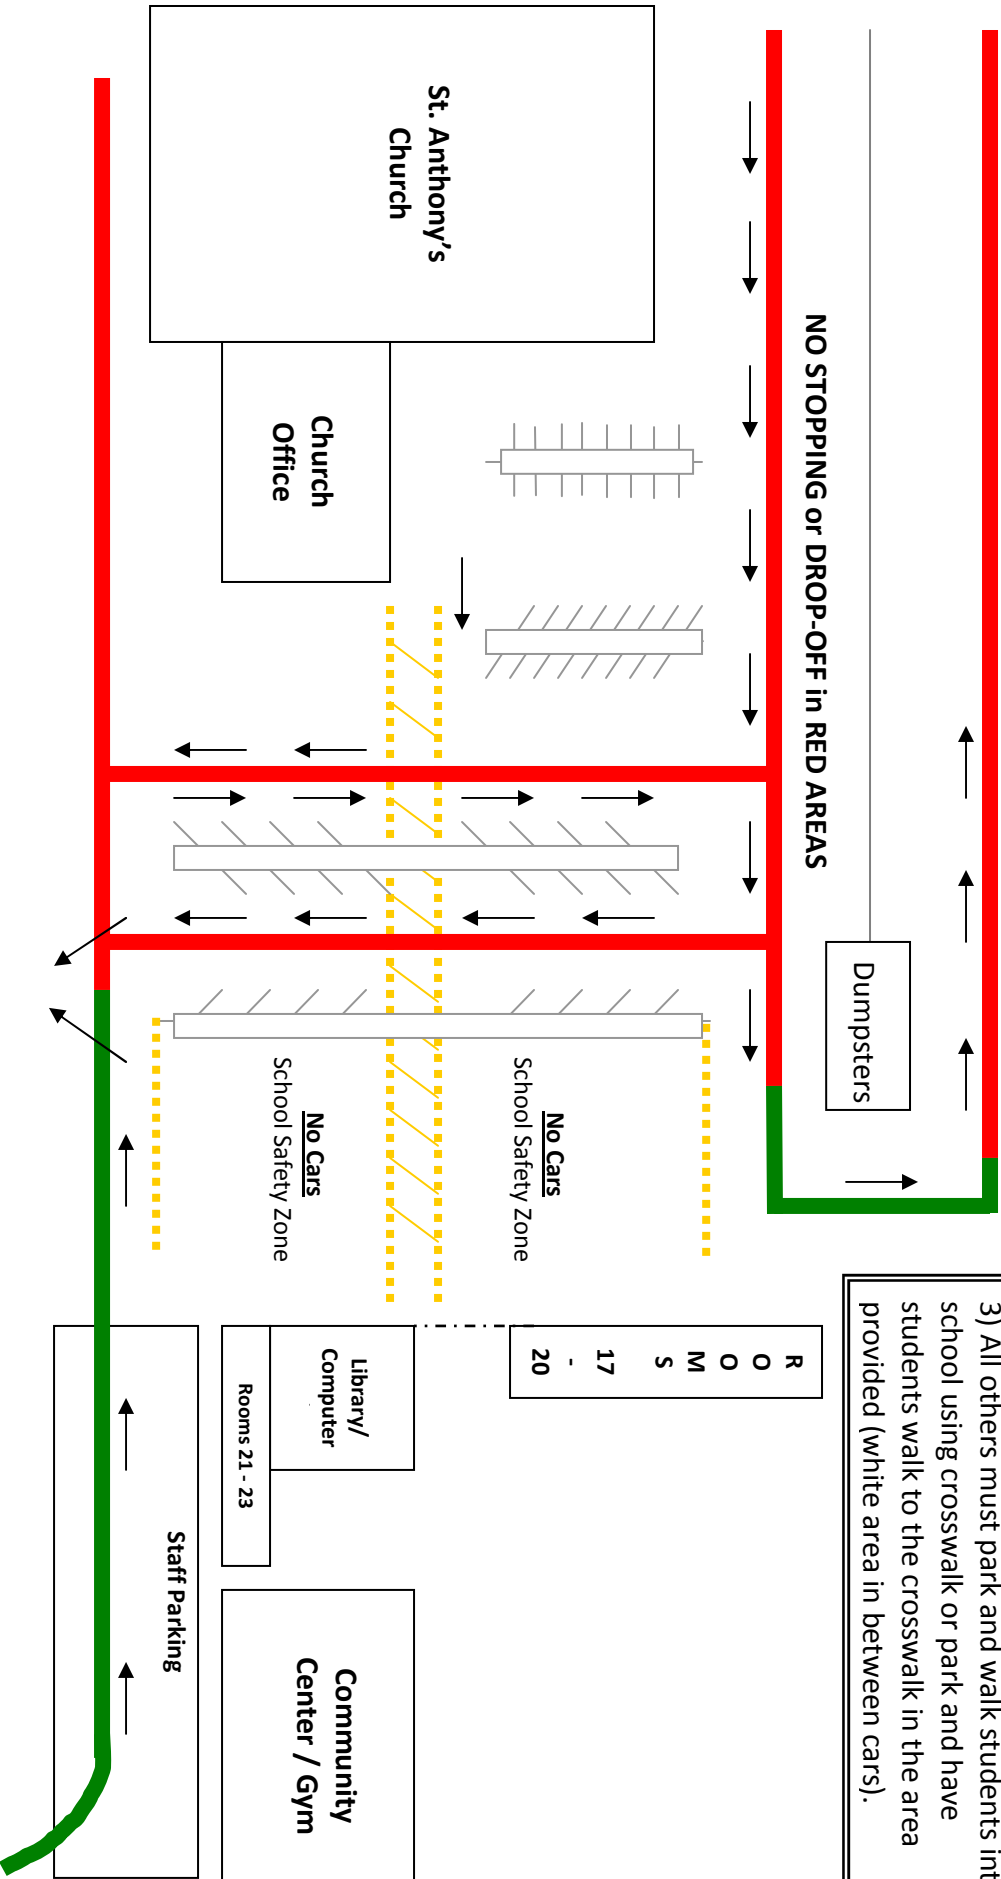 3) All others must park and walk students int
school using crosswalk or park and have
students walk to the crosswalk in the area
provided (white area in between cars).
NO STOPPING or DROP-OFF in RED AREAS
Dumpsters
St. Anthony’s
Church
Church
Office
No Cars
School Safety Zone
No Cars
School Safety Zone
R
O
O
M
S
17
-
20
Library/
Computer
Rooms 21 - 23
Community
Center / Gym
Staff Parking